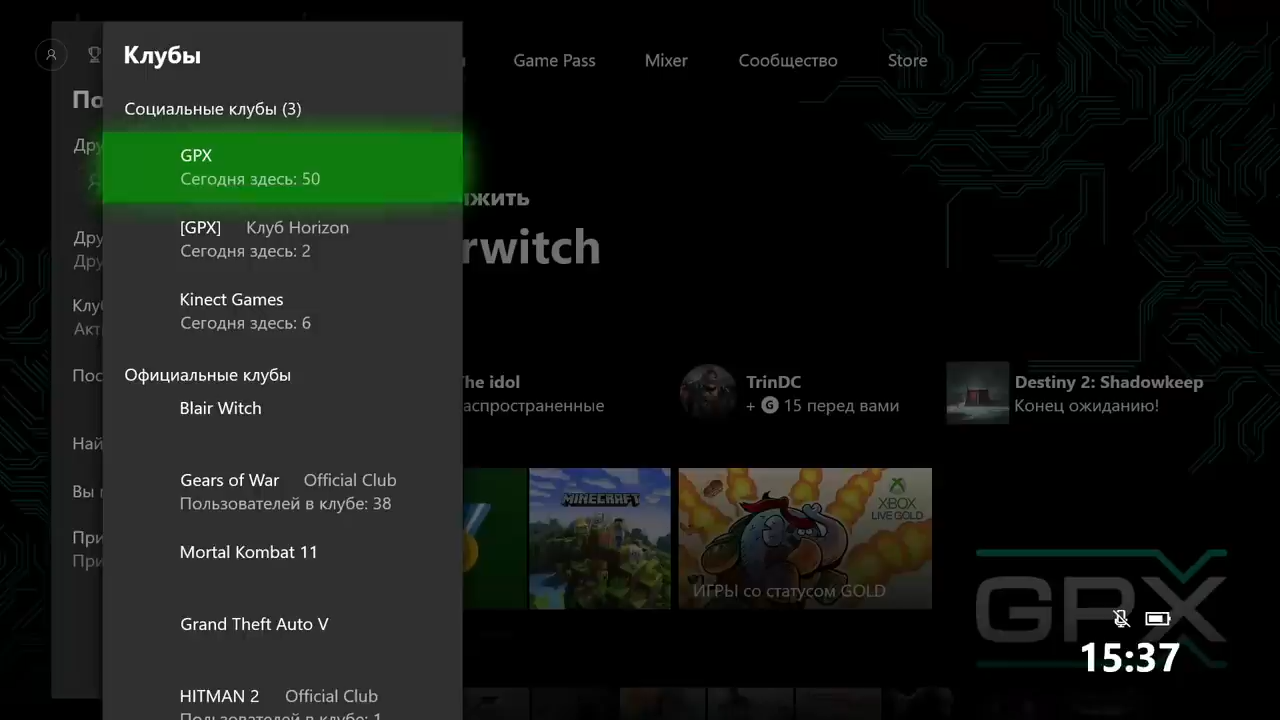 Клубы
Социальные клубы (3)
GPX
Сегодня здесь: 50
[GPX] Клуб Horizon
Сегодня здесь: 2
Kinect Games
Сегодня здесь: 6
Официальные клубы
Blair Witch
Gears of War Official Club
Пользователей в клубе: 38
Mortal Kombat 11
Grand Theft Auto V
HITMAN 2 Official Club
Пользователей в клубе: 1
Game Pass Mixer Сообщество Store
The idol
TrinDC
+ G 15 перед вами
Destiny 2: Shadowkeep
Конец ожиданию!
MINECRAFT
XBOX
LIVE GOLD
ИГРЫ со статусом GOLD
GPX
15:37